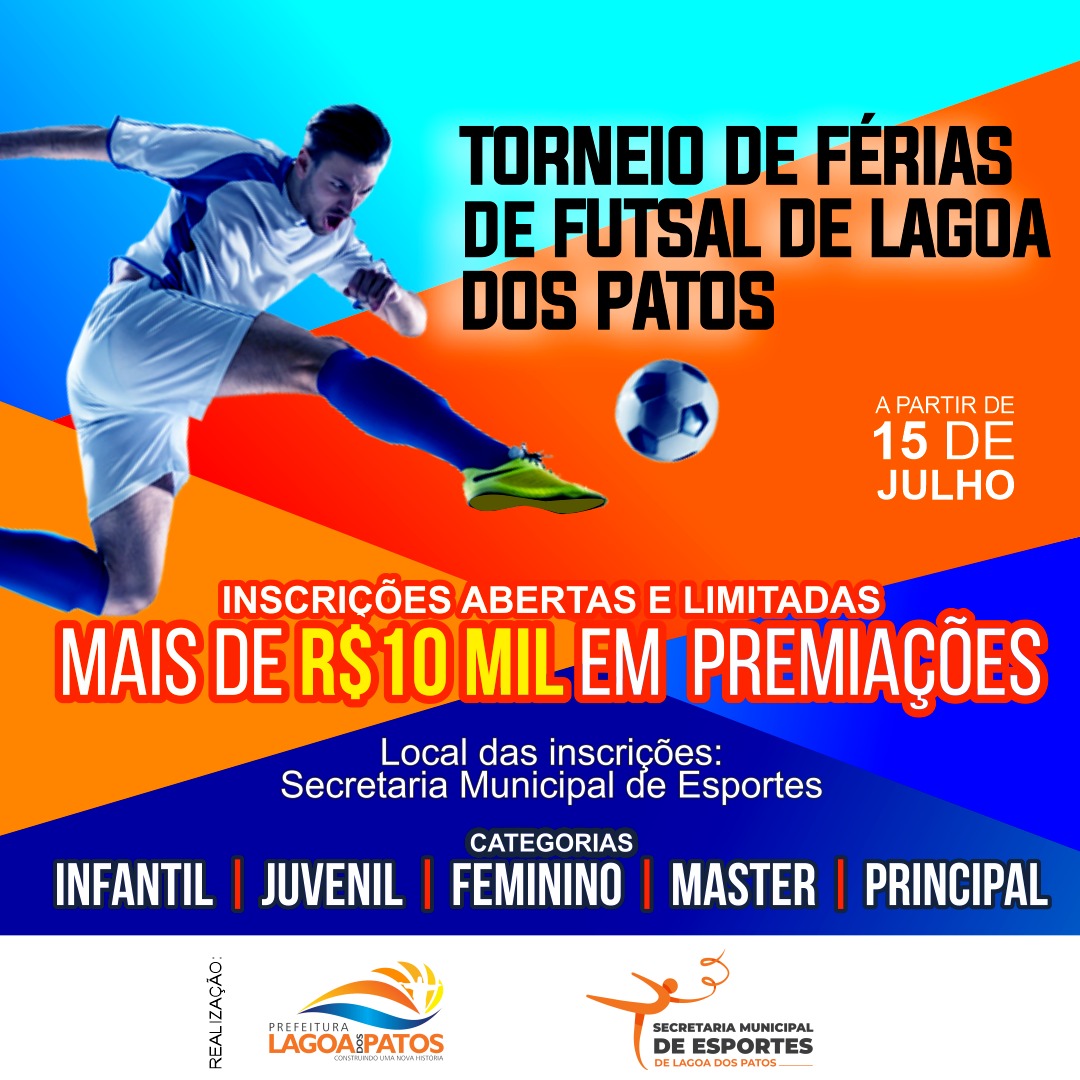 TORNEIO DE FÉRIAS
DE FUTSAL DE LAGOA
DOS PATOS
A PARTIR DE
15 DE
JULHO
INSCRIÇÕES ABERTAS E LIMITADAS
MAIS DE R$10 MIL EM PREMIAÇÕES
Local das inscrições:
Secretaria Municipal de Esportes
CATEGORIAS
INFANTIL | JUVENIL | FEMININO | MASTER | PRINCIPAL
REALIZAÇÃO:
PREFEITURA
LAGOA DOS PATOS
CONSTRUINDO UMA NOVA HISTÓRIA
SECRETARIA MUNICIPAL
DE ESPORTES
DE LAGOA DOS PATOS